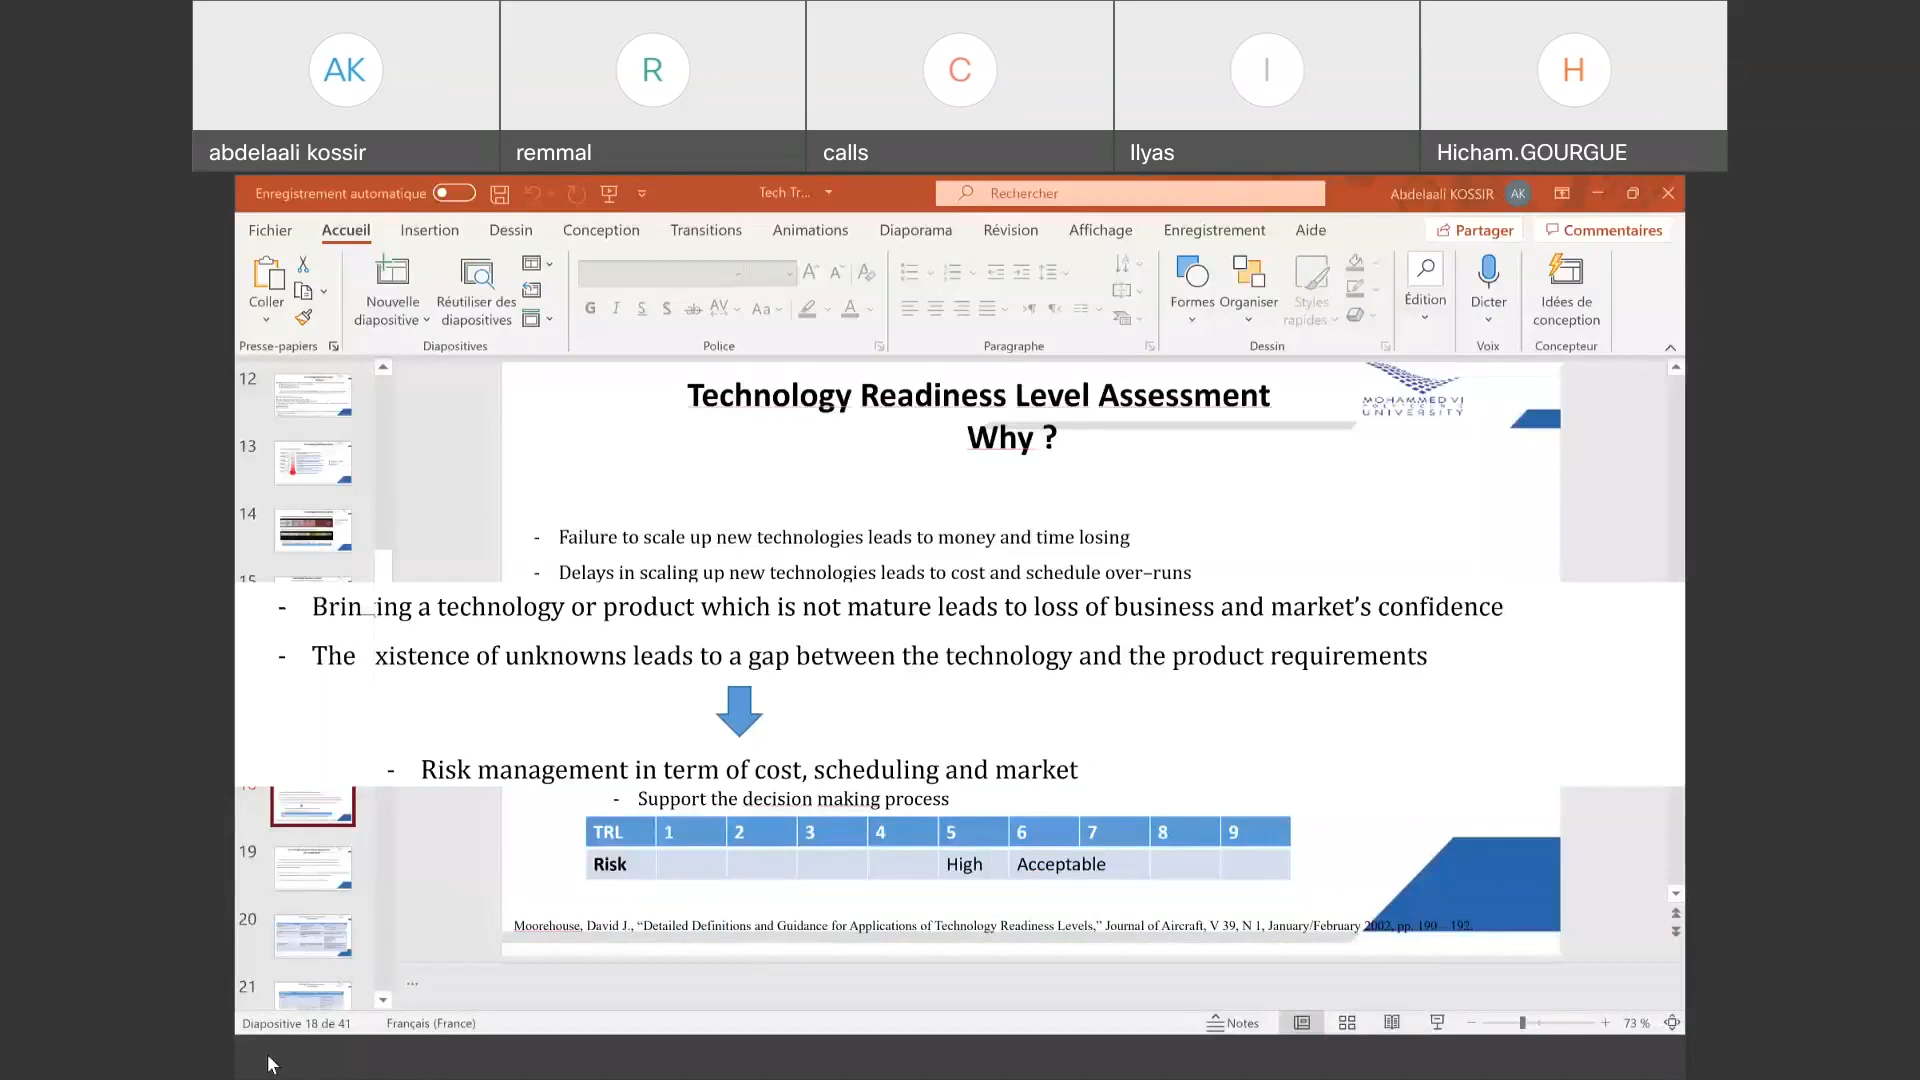 AK
R
C
I
H
abdelaali kossir
remmal
calls
Ilyas
Hicham.GOURGUE
Enregistrement automatique
Tech Tr...
Rechercher
Abdelaali KOSSIR
AK
Fichier
Accueil
Insertion
Dessin
Conception
Transitions
Animations
Diaporama
Révision
Affichage
Enregistrement
Aide
Partager
Commentaires
Coller
Nouvelle
diapositive
Réutiliser des
diapositives
G I S S ab AV Aa A
Formes
Organiser
Styles
rapides
Édition
Dicter
Idées de
conception
Presse-papiers
Diapositives
Police
Paragraphe
Dessin
Voix
Concepteur
12
13
14
15
19
20
21
Technology Readiness Level Assessment
Why ?
MOHAMMED VI
UNIVERSITY
- Failure to scale up new technologies leads to money and time losing
- Delays in scaling up new technologies leads to cost and schedule over–runs
- Brin ing a technology or product which is not mature leads to loss of business and market’s confidence
- The xistence of unknowns leads to a gap between the technology and the product requirements
- Risk management in term of cost, scheduling and market
- Support the decision making process
TRL 1 2 3 4 5 6 7 8 9
Risk High Acceptable
Moorehouse, David J., “Detailed Definitions and Guidance for Applications of Technology Readiness Levels,” Journal of Aircraft, V 39, N 1, January/February 2002, pp. 190 – 192.
...
Diapositive 18 de 41
Français (France)
Notes
73 %